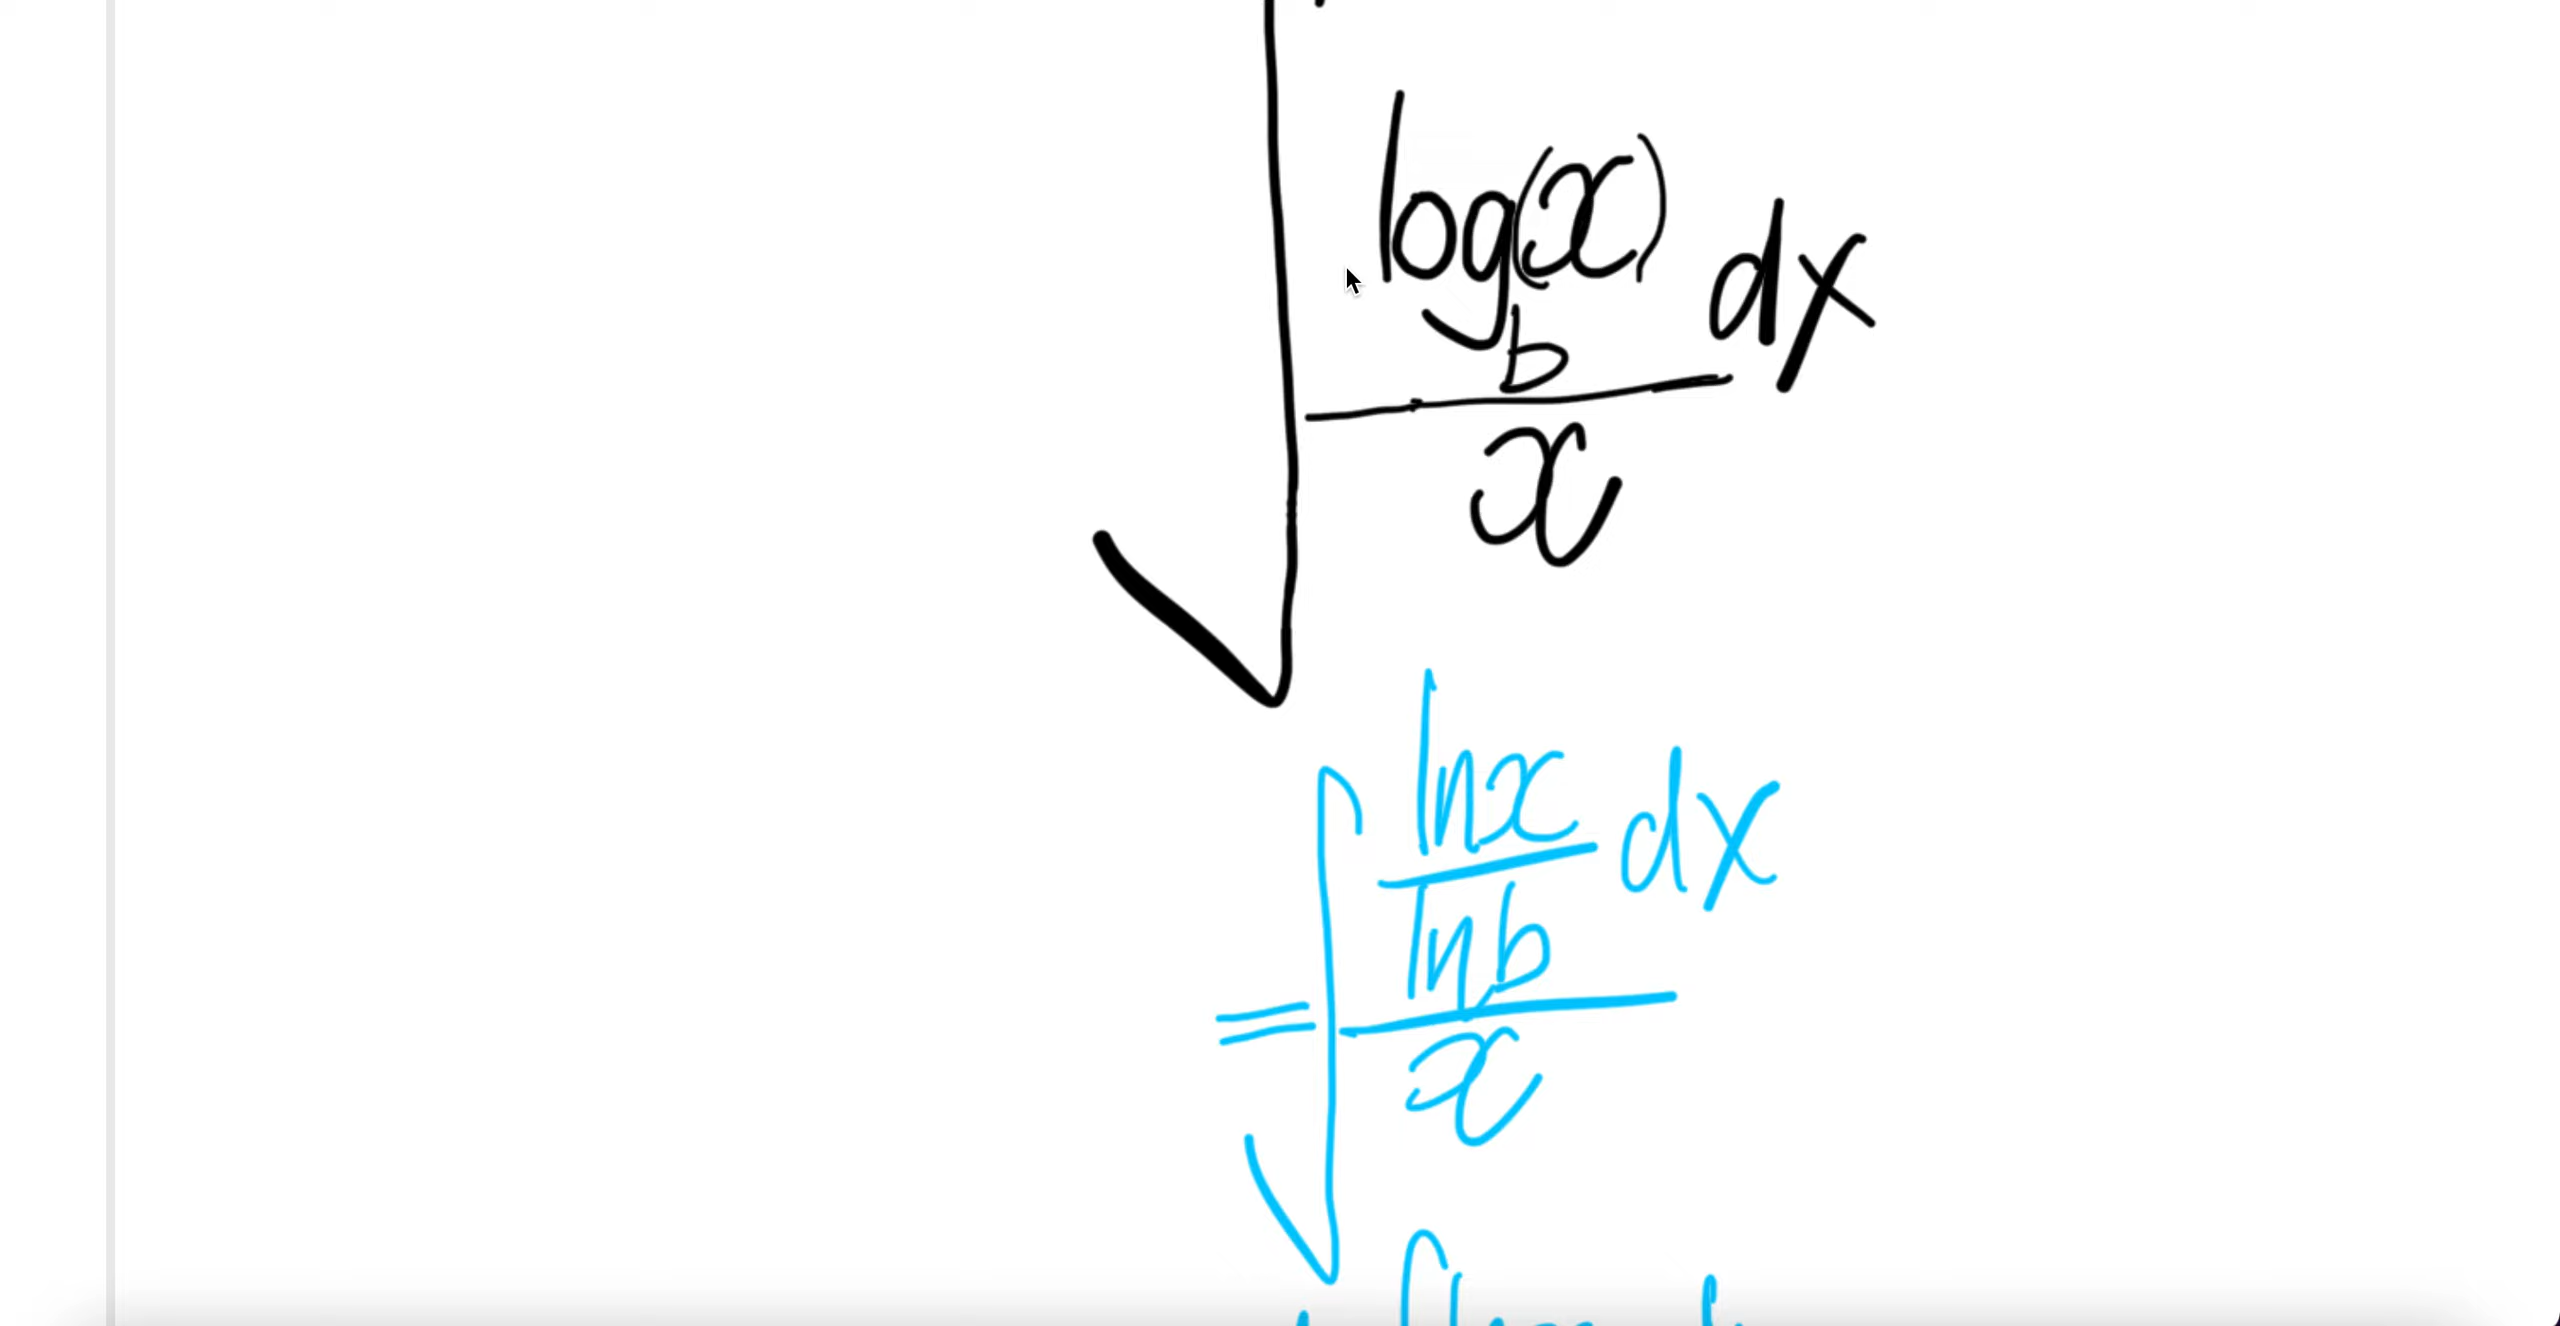 ∫ log_b(x)/x dx
= ∫ (ln x / ln b)/x dx